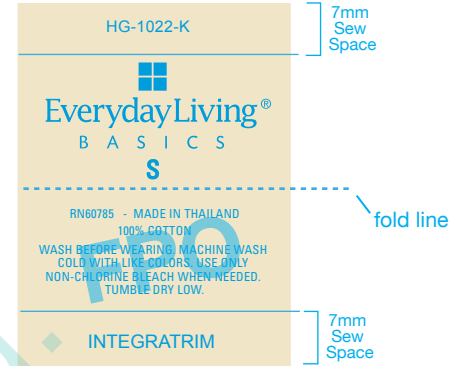 HG-1022-K
7mm
Sew
Space
EverydayLiving®
BASICS
S
fold line
RN60785 - MADE IN THAILAND
100% COTTON
WASH BEFORE WEARING. MACHINE WASH
COLD WITH LIKE COLORS. USE ONLY
NON-CHLORINE BLEACH WHEN NEEDED.
TUMBLE DRY LOW.
FPO
INTEGRATRIM
7mm
Sew
Space